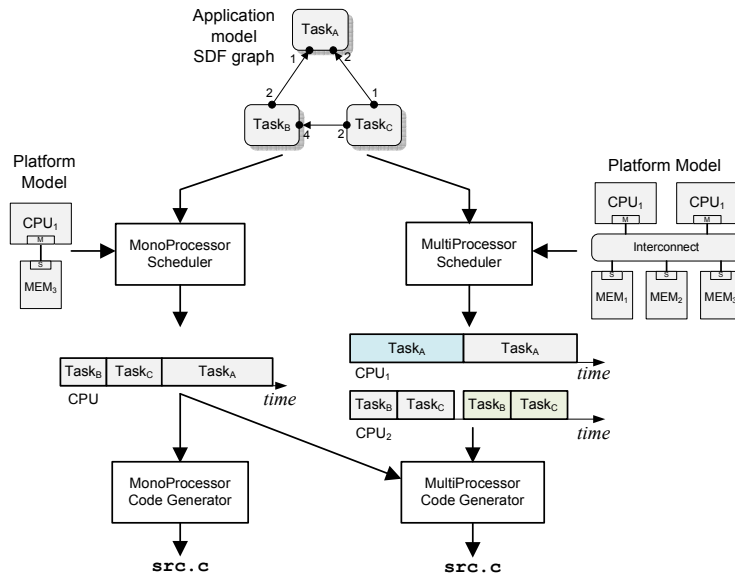 Application
model
SDF graph
TaskA
1
2
2
1
TaskB
4
2
TaskC
Platform
Model
CPU1
M
S
MEM3
MonoProcessor
Scheduler
MultiProcessor
Scheduler
Platform Model
CPU1
CPU1
M
M
Interconnect
S
S
S
MEM1
MEM2
MEM3
TaskB
TaskC
TaskA
CPU
time
TaskA
TaskA
CPU1
time
TaskB
TaskC
TaskB
TaskC
CPU2
time
MonoProcessor
Code Generator
MultiProcessor
Code Generator
src.c
src.c